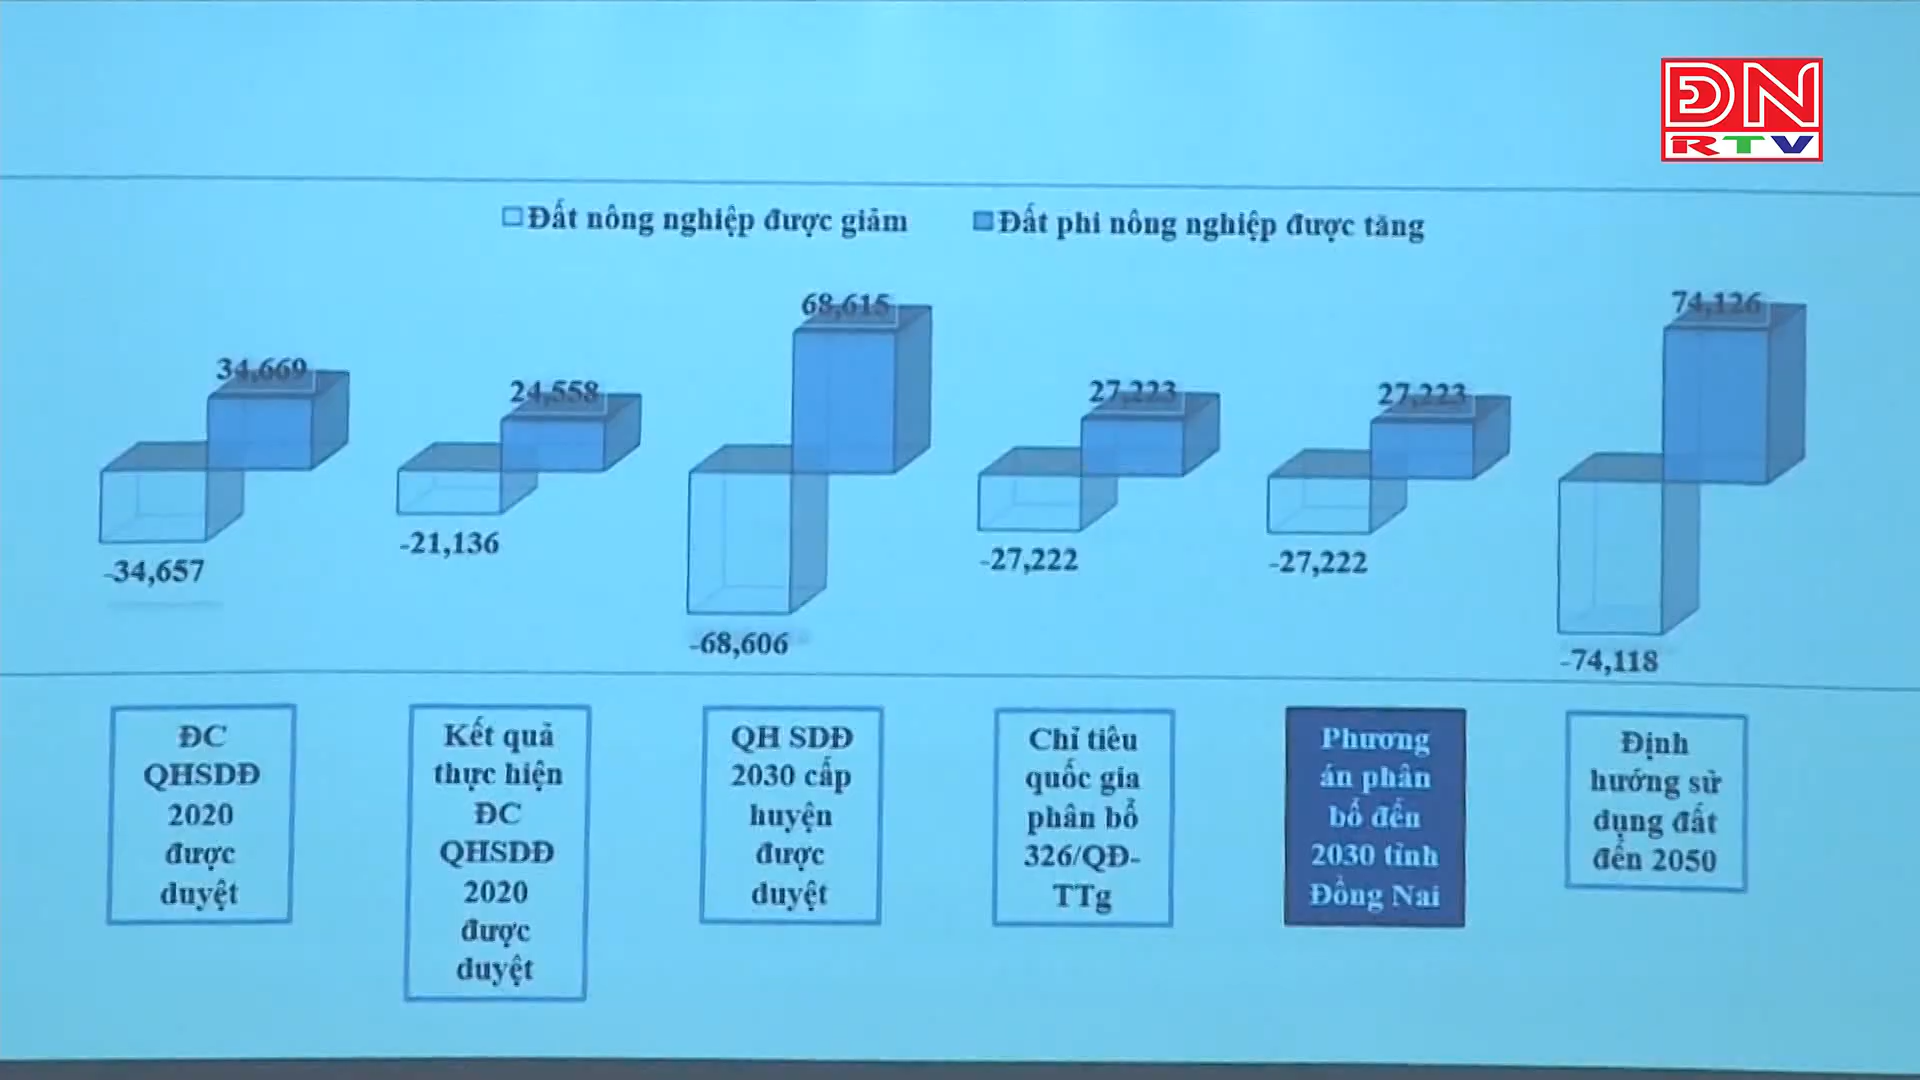 ĐN
RTV
Đất nông nghiệp được giảm
Đất phi nông nghiệp được tăng
34,669
24,558
68,615
27,223
27,223
74,126
-34,657
-21,136
-68,606
-27,222
-27,222
-74,118
ĐC
QHSDĐ
2020
được
duyệt
Kết quả
thực hiện
ĐC
QHSDĐ
2020
được
duyệt
QH SDĐ
2030 cấp
huyện
được
duyệt
Chỉ tiêu
quốc gia
phân bổ
326/QĐ-
TTg
Phương
án phân
bổ đến
2030 tỉnh
Đồng Nai
Định
hướng sử
dụng đất
đến 2050